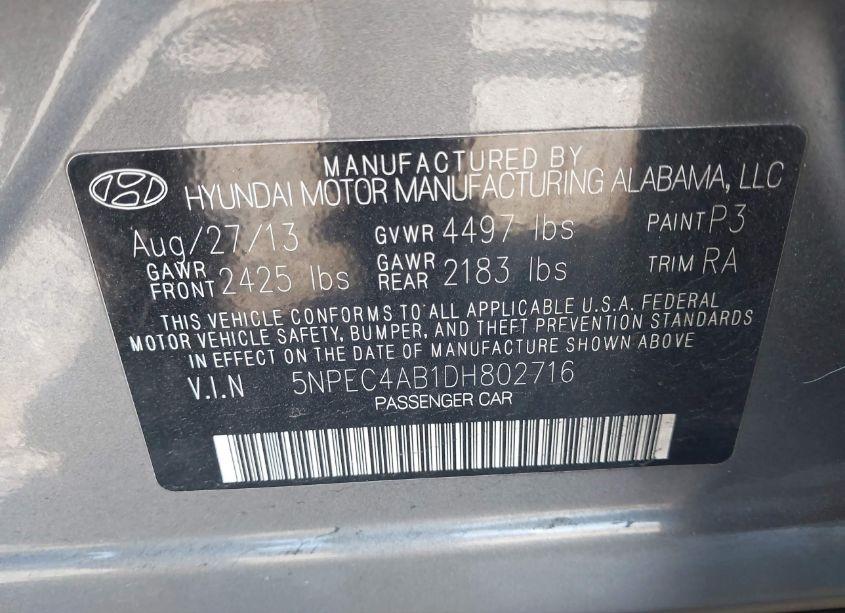 MANUFACTURED BY
HYUNDAI MOTOR MANUFACTURING ALABAMA, LLC
Aug/27/13 GVWR 4497 lbs PAINT P3
GAWR FRONT 2425 lbs GAWR REAR 2183 lbs TRIM RA
THIS VEHICLE CONFORMS TO ALL APPLICABLE U.S.A. FEDERAL
MOTOR VEHICLE SAFETY, BUMPER, AND THEFT PREVENTION STANDARDS
IN EFFECT ON THE DATE OF MANUFACTURE SHOWN ABOVE
V.I.N 5NPEC4AB1DH802716
PASSENGER CAR